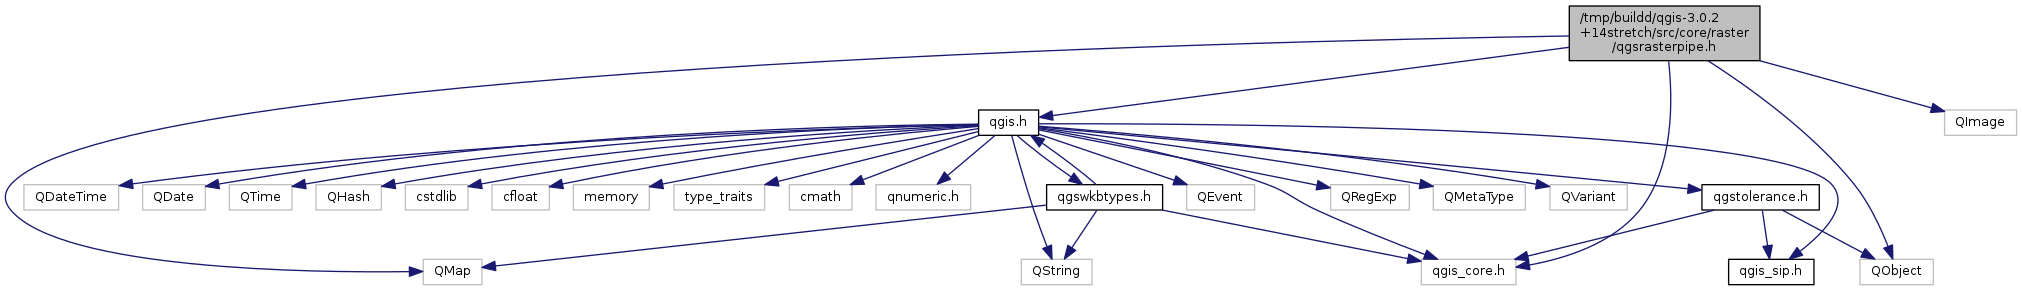 /tmp/buildd/qgis-3.0.2
+14stretch/src/core/raster
/qgsrasterpipe.h
qgis.h
QImage
QDateTime
QDate
QTime
QHash
cstdlib
cfloat
memory
type_traits
cmath
qnumeric.h
qgswkbtypes.h
QEvent
QRegExp
QMetaType
QVariant
qgstolerance.h
QMap
QString
qgis_core.h
qgis_sip.h
QObject